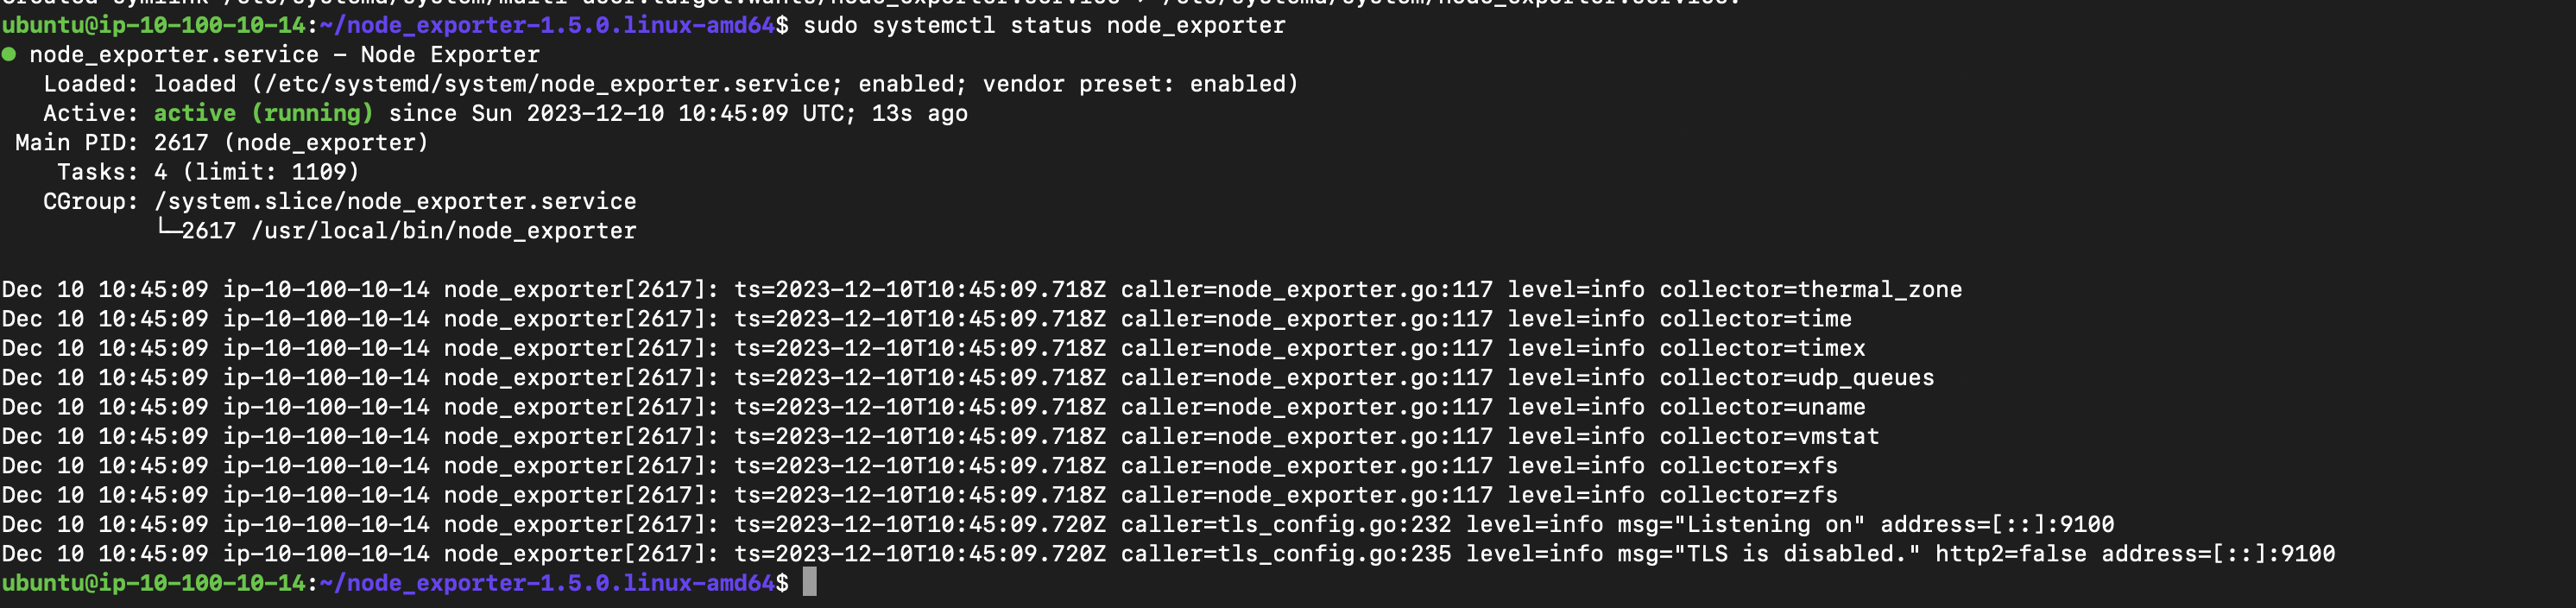 Created symlink /etc/systemd/system/multi-user.target.wants/node_exporter.service → /etc/systemd/system/node_exporter.service.
ubuntu@ip-10-100-10-14:~/node_exporter-1.5.0.linux-amd64$ sudo systemctl status node_exporter
● node_exporter.service - Node Exporter
   Loaded: loaded (/etc/systemd/system/node_exporter.service; enabled; vendor preset: enabled)
   Active: active (running) since Sun 2023-12-10 10:45:09 UTC; 13s ago
 Main PID: 2617 (node_exporter)
    Tasks: 4 (limit: 1109)
   CGroup: /system.slice/node_exporter.service
           └─2617 /usr/local/bin/node_exporter

Dec 10 10:45:09 ip-10-100-10-14 node_exporter[2617]: ts=2023-12-10T10:45:09.718Z caller=node_exporter.go:117 level=info collector=thermal_zone
Dec 10 10:45:09 ip-10-100-10-14 node_exporter[2617]: ts=2023-12-10T10:45:09.718Z caller=node_exporter.go:117 level=info collector=time
Dec 10 10:45:09 ip-10-100-10-14 node_exporter[2617]: ts=2023-12-10T10:45:09.718Z caller=node_exporter.go:117 level=info collector=timex
Dec 10 10:45:09 ip-10-100-10-14 node_exporter[2617]: ts=2023-12-10T10:45:09.718Z caller=node_exporter.go:117 level=info collector=udp_queues
Dec 10 10:45:09 ip-10-100-10-14 node_exporter[2617]: ts=2023-12-10T10:45:09.718Z caller=node_exporter.go:117 level=info collector=uname
Dec 10 10:45:09 ip-10-100-10-14 node_exporter[2617]: ts=2023-12-10T10:45:09.718Z caller=node_exporter.go:117 level=info collector=vmstat
Dec 10 10:45:09 ip-10-100-10-14 node_exporter[2617]: ts=2023-12-10T10:45:09.718Z caller=node_exporter.go:117 level=info collector=xfs
Dec 10 10:45:09 ip-10-100-10-14 node_exporter[2617]: ts=2023-12-10T10:45:09.718Z caller=node_exporter.go:117 level=info collector=zfs
Dec 10 10:45:09 ip-10-100-10-14 node_exporter[2617]: ts=2023-12-10T10:45:09.720Z caller=tls_config.go:232 level=info msg="Listening on" address=[::]:9100
Dec 10 10:45:09 ip-10-100-10-14 node_exporter[2617]: ts=2023-12-10T10:45:09.720Z caller=tls_config.go:235 level=info msg="TLS is disabled." http2=false address=[::]:9100
ubuntu@ip-10-100-10-14:~/node_exporter-1.5.0.linux-amd64$